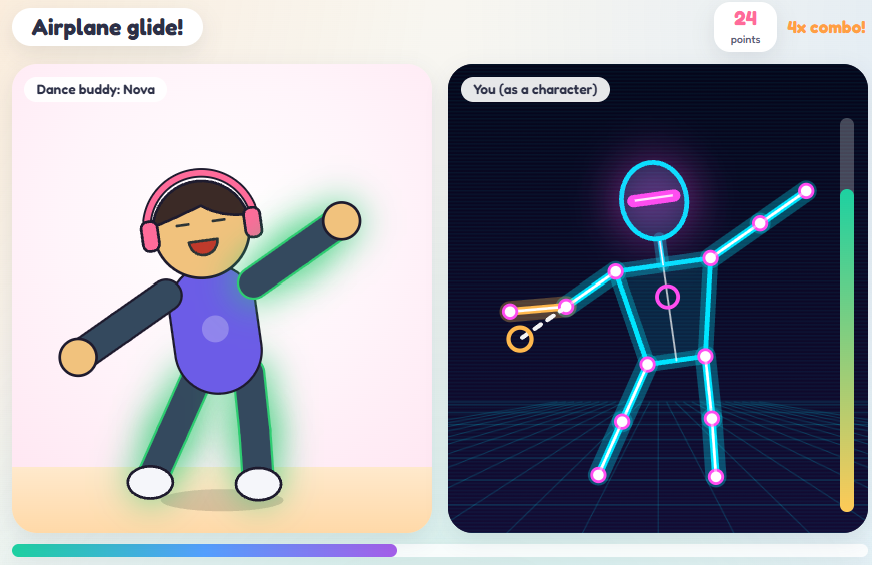 Airplane glide!
24
points
4x combo!
Dance buddy: Nova
You (as a character)